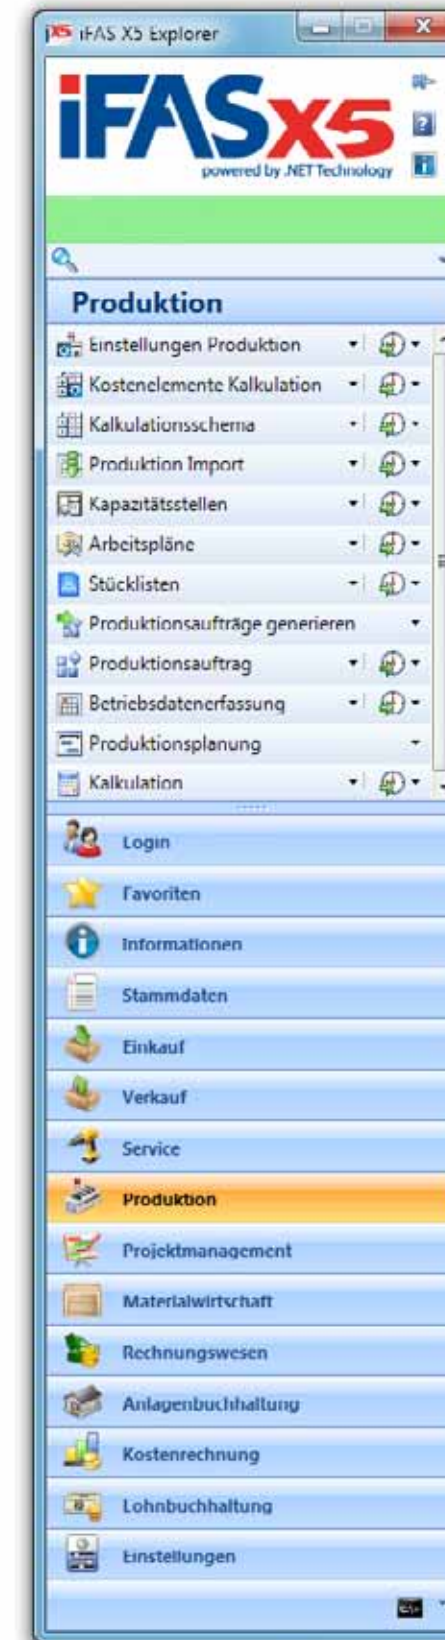 iFAS X5 Explorer
iFASX5
powered by .NET Technology
Produktion
Einstellungen Produktion
Kostenelemente Kalkulation
Kalkulationsschema
Produktion Import
Kapazitätsstellen
Arbeitspläne
Stücklisten
Produktionsaufträge generieren
Produktionsauftrag
Betriebsdatenerfassung
Produktionsplanung
Kalkulation
Login
Favoriten
Informationen
Stammdaten
Einkauf
Verkauf
Service
Produktion
Projektmanagement
Materialwirtschaft
Rechnungswesen
Anlagenbuchhaltung
Kostenrechnung
Lohnbuchhaltung
Einstellungen